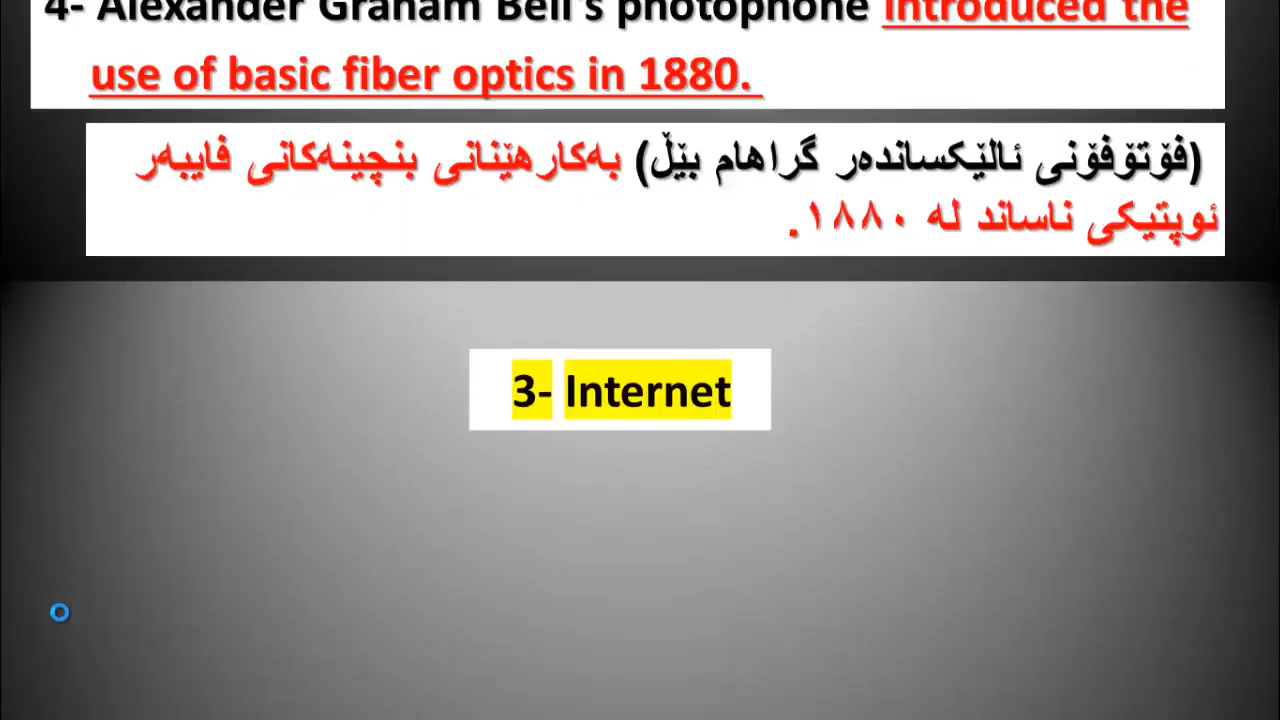 4- Alexander Graham Bell's photophone introduced the
use of basic fiber optics in 1880.
(فۆتۆفۆنی ئالێکساندەر گراهام بێڵ) بەکارهێنانی بنچینەکانی فایبەر
ئوپتیکی ناساند لە ١٨٨٠.
3- Internet